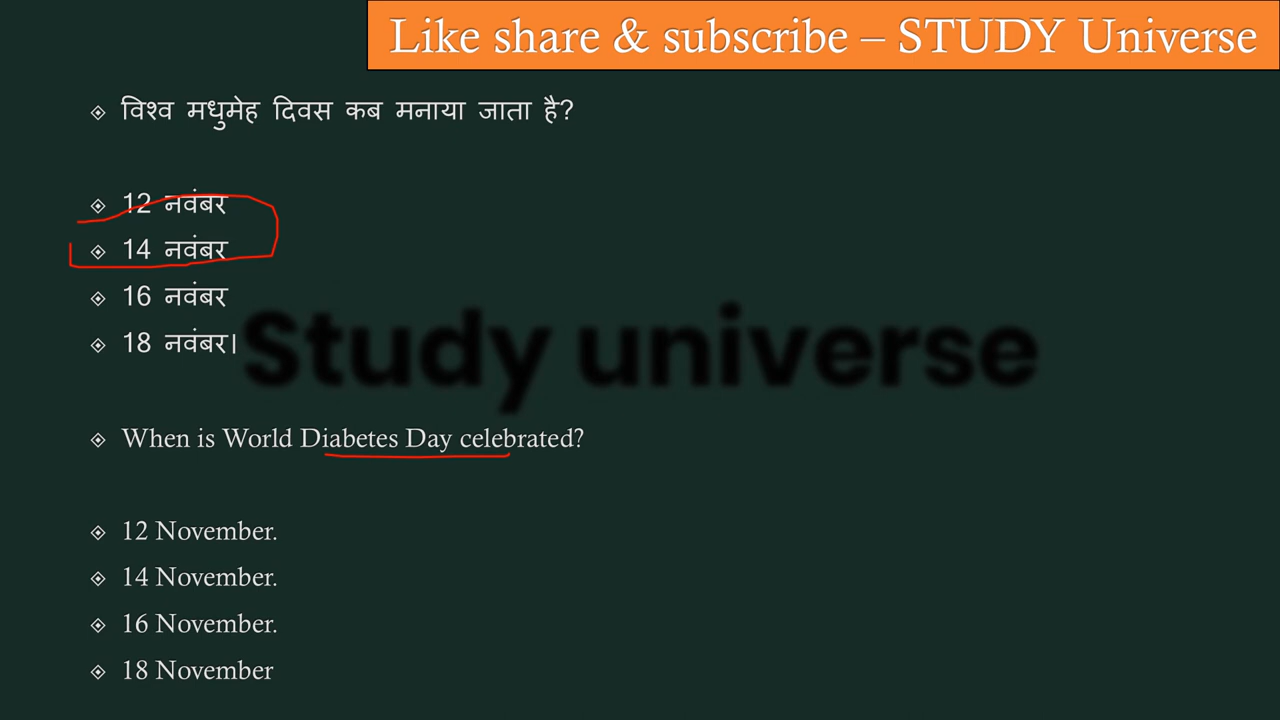 Like share & subscribe – STUDY Universe
विश्व मधुमेह दिवस कब मनाया जाता है?
12 नवंबर
14 नवंबर
16 नवंबर
18 नवंबर।
Study universe
When is World Diabetes Day celebrated?
12 November.
14 November.
16 November.
18 November